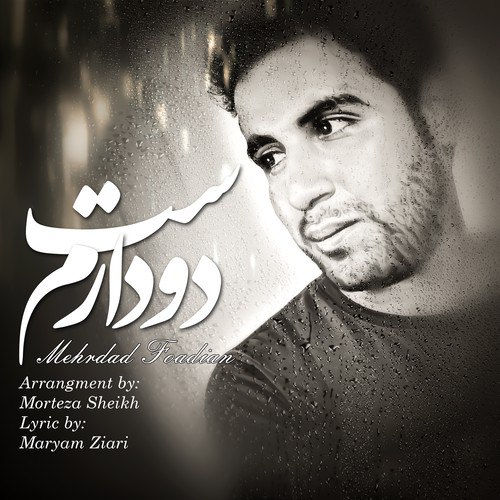 دوست دارم
Mehrdad Foadian
Arrangment by:
Morteza Sheikh
Lyric by:
Maryam Ziari